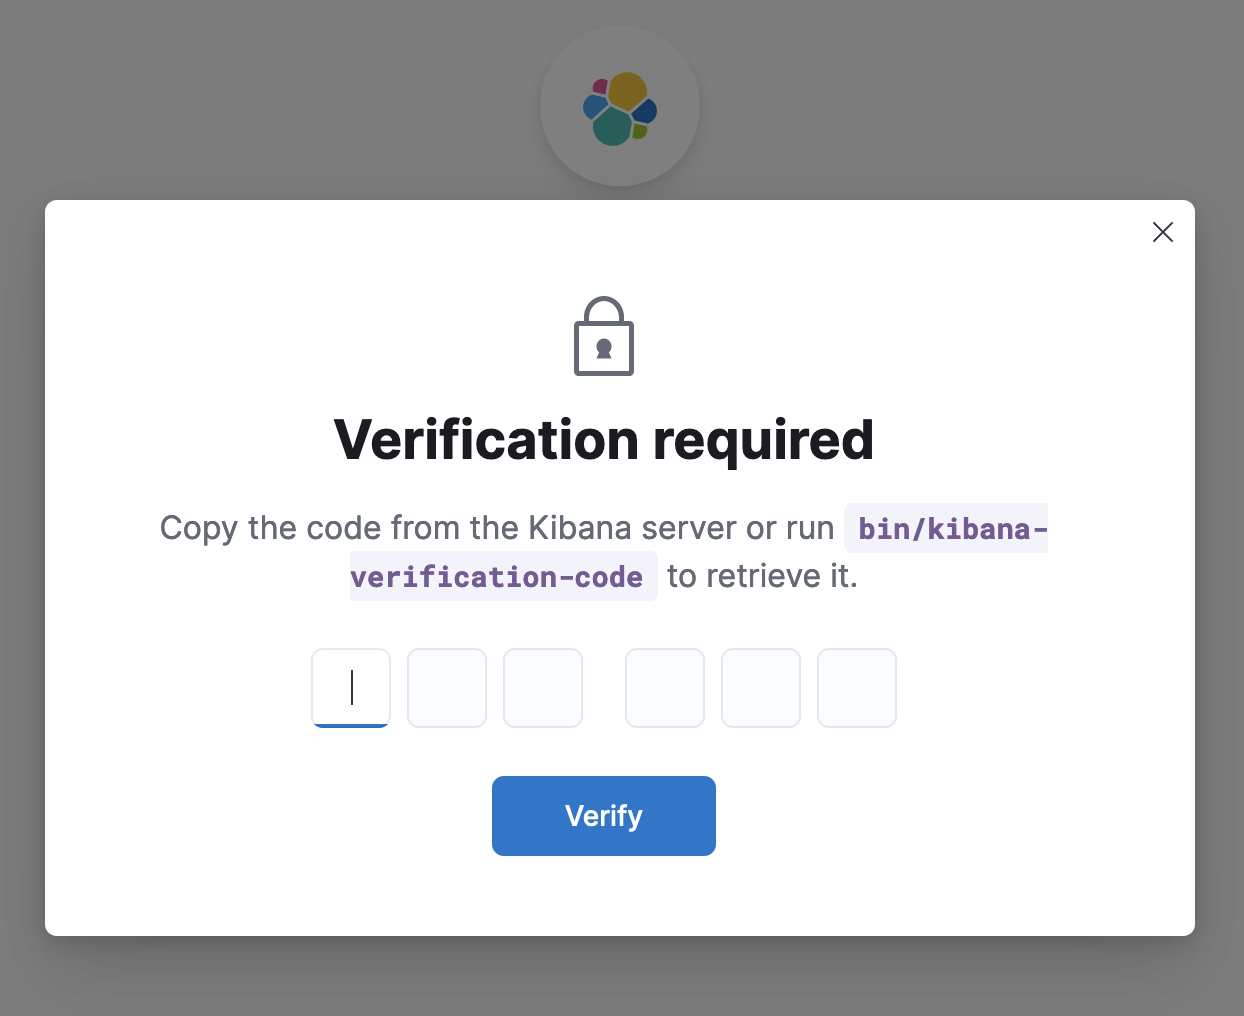 Verification required
Copy the code from the Kibana server or run bin/kibana-
verification-code to retrieve it.
Verify